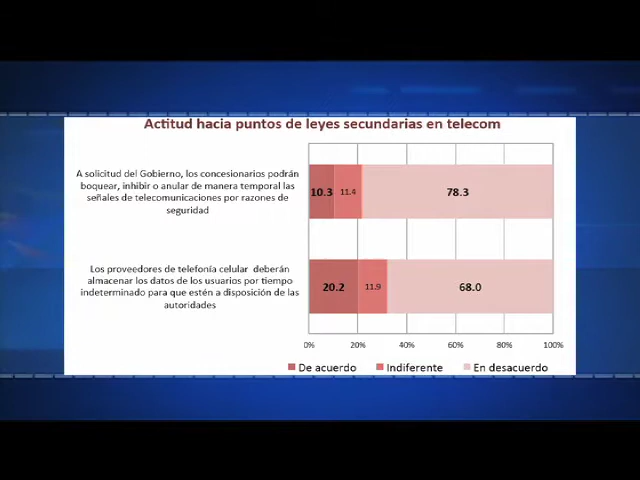 Actitud hacia puntos de leyes secundarias en telecom
A solicitud del Gobierno, los concesionarios podrán
boquear, inhibir o anular de manera temporal las
señales de telecomunicaciones por razones de
seguridad
10.3 11.4 78.3
Los proveedores de telefonía celular deberán
almacenar los datos de los usuarios por tiempo
indeterminado para que estén a disposición de las
autoridades
20.2 11.9 68.0
0% 20% 40% 60% 80% 100%
De acuerdo Indiferente En desacuerdo